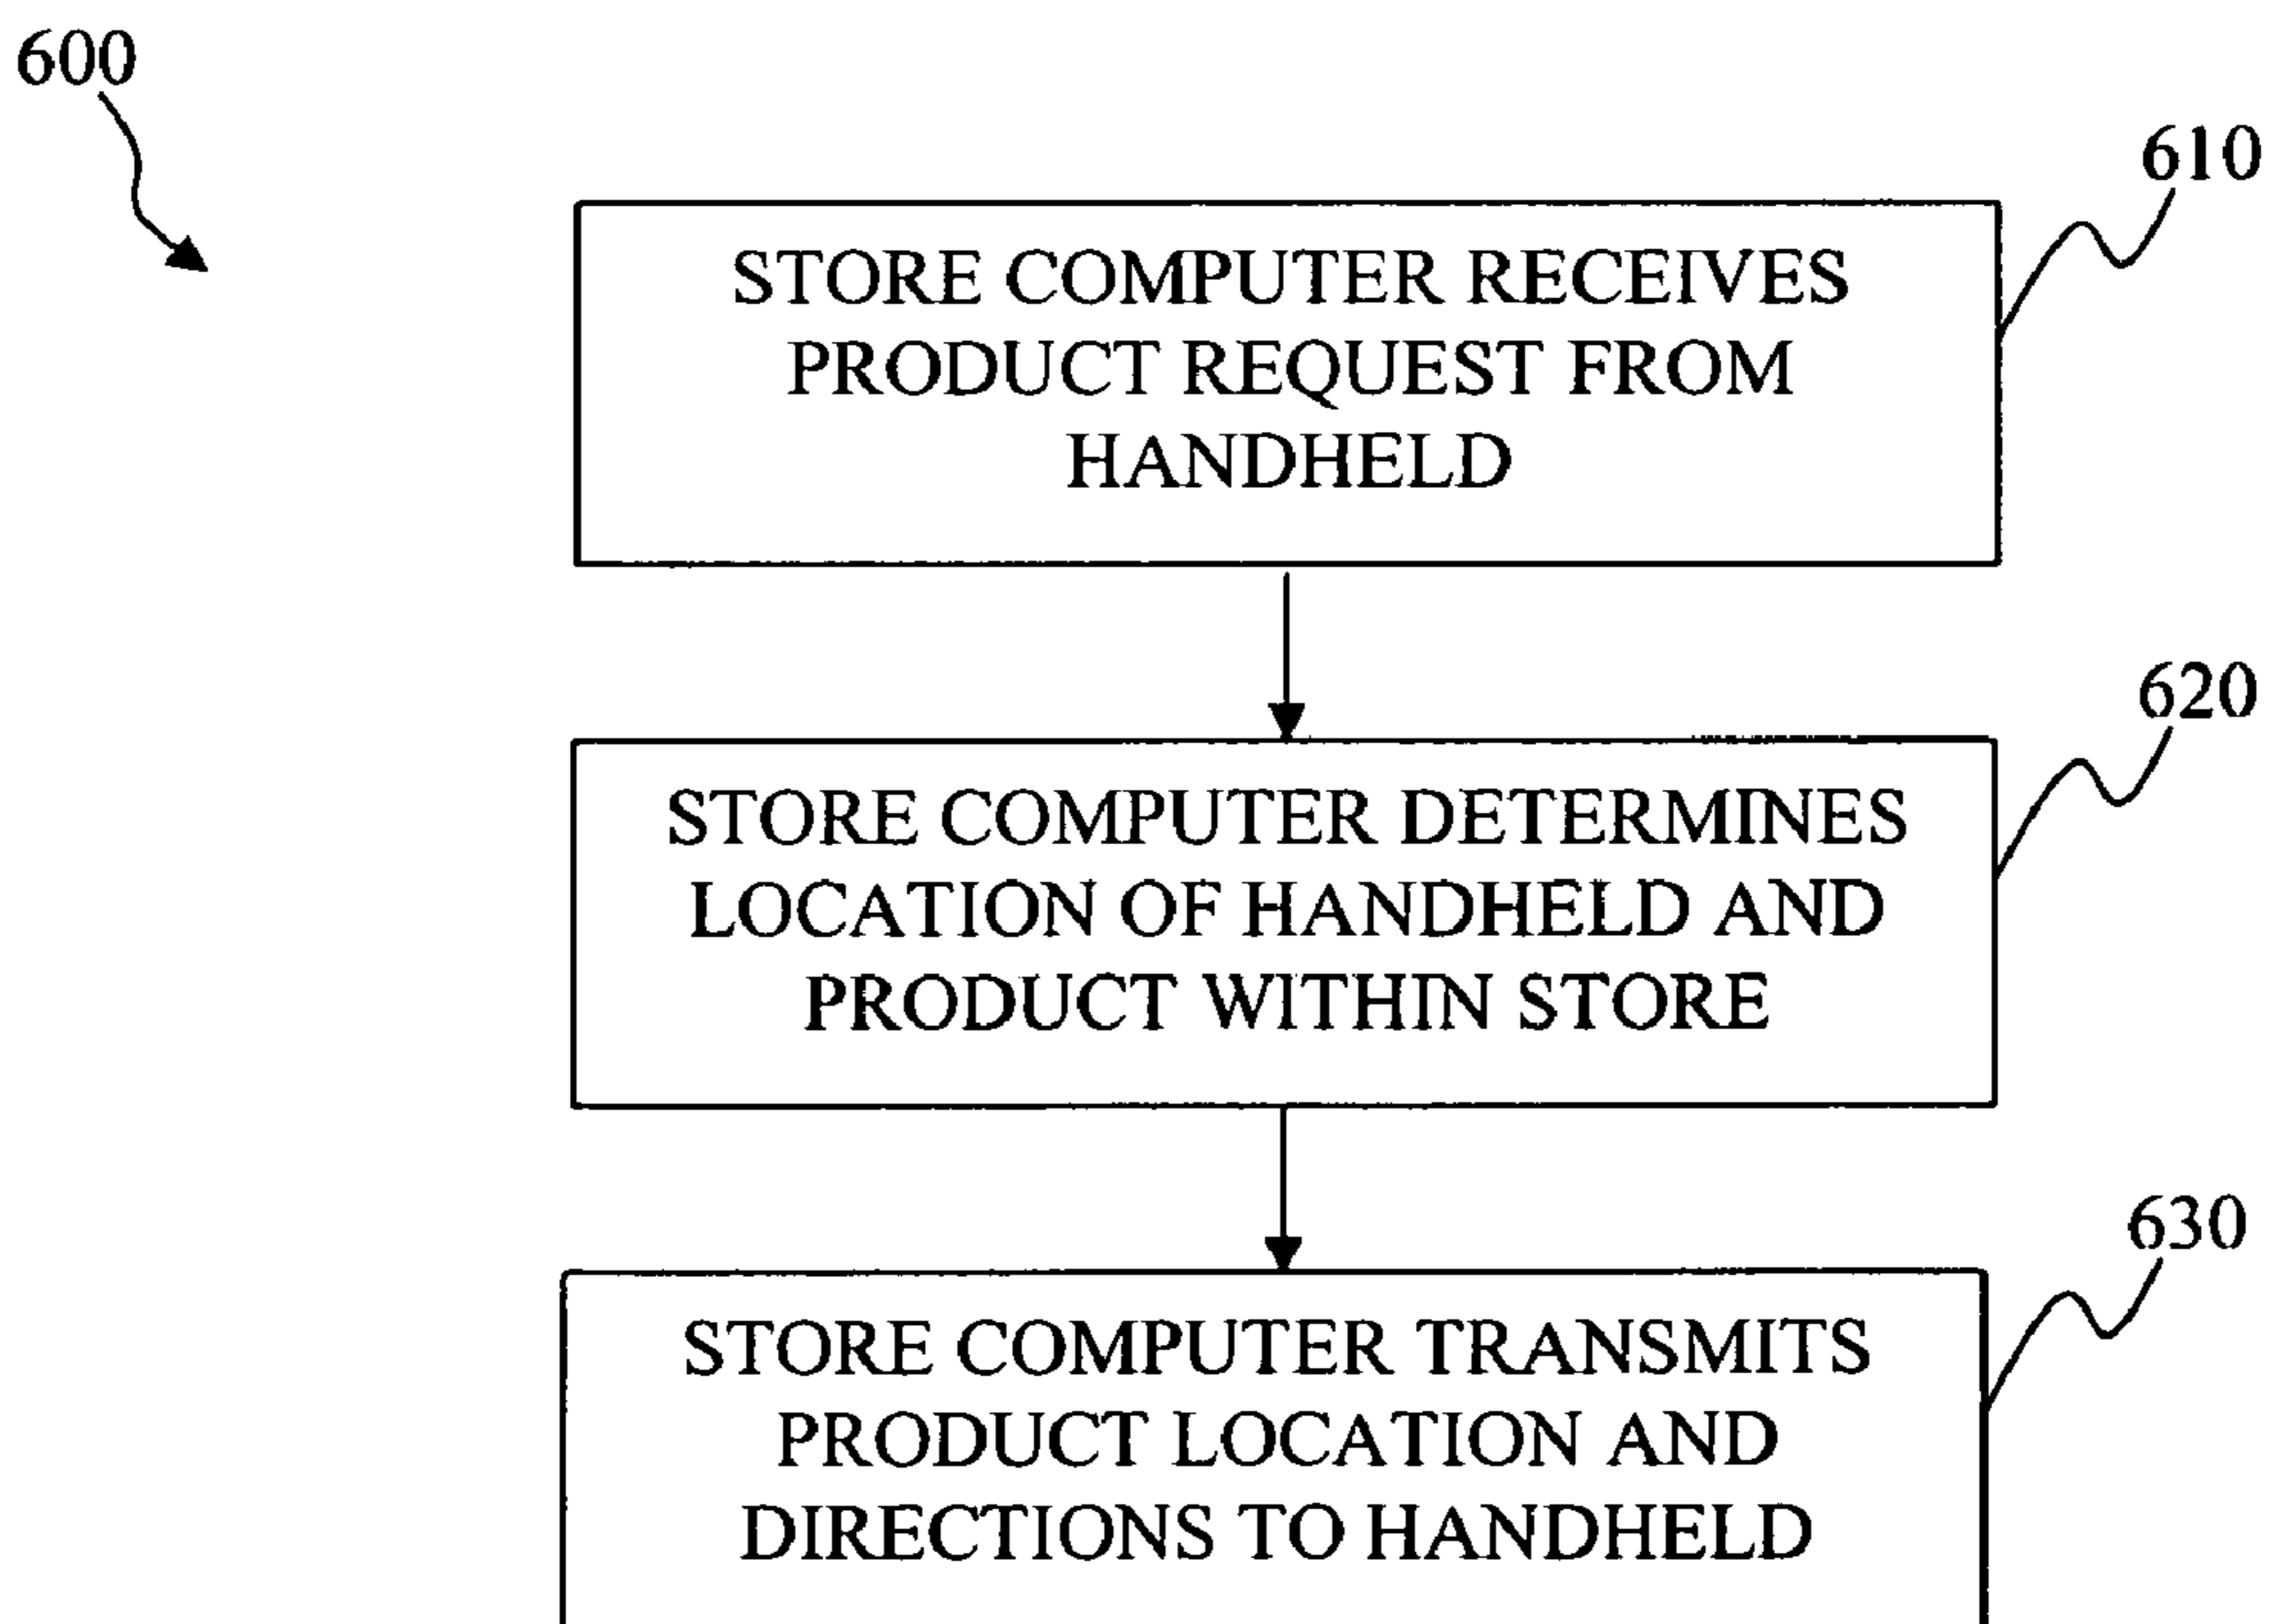 600
610
STORE COMPUTER RECEIVES
PRODUCT REQUEST FROM
HANDHELD
620
STORE COMPUTER DETERMINES
LOCATION OF HANDHELD AND
PRODUCT WITHIN STORE
630
STORE COMPUTER TRANSMITS
PRODUCT LOCATION AND
DIRECTIONS TO HANDHELD